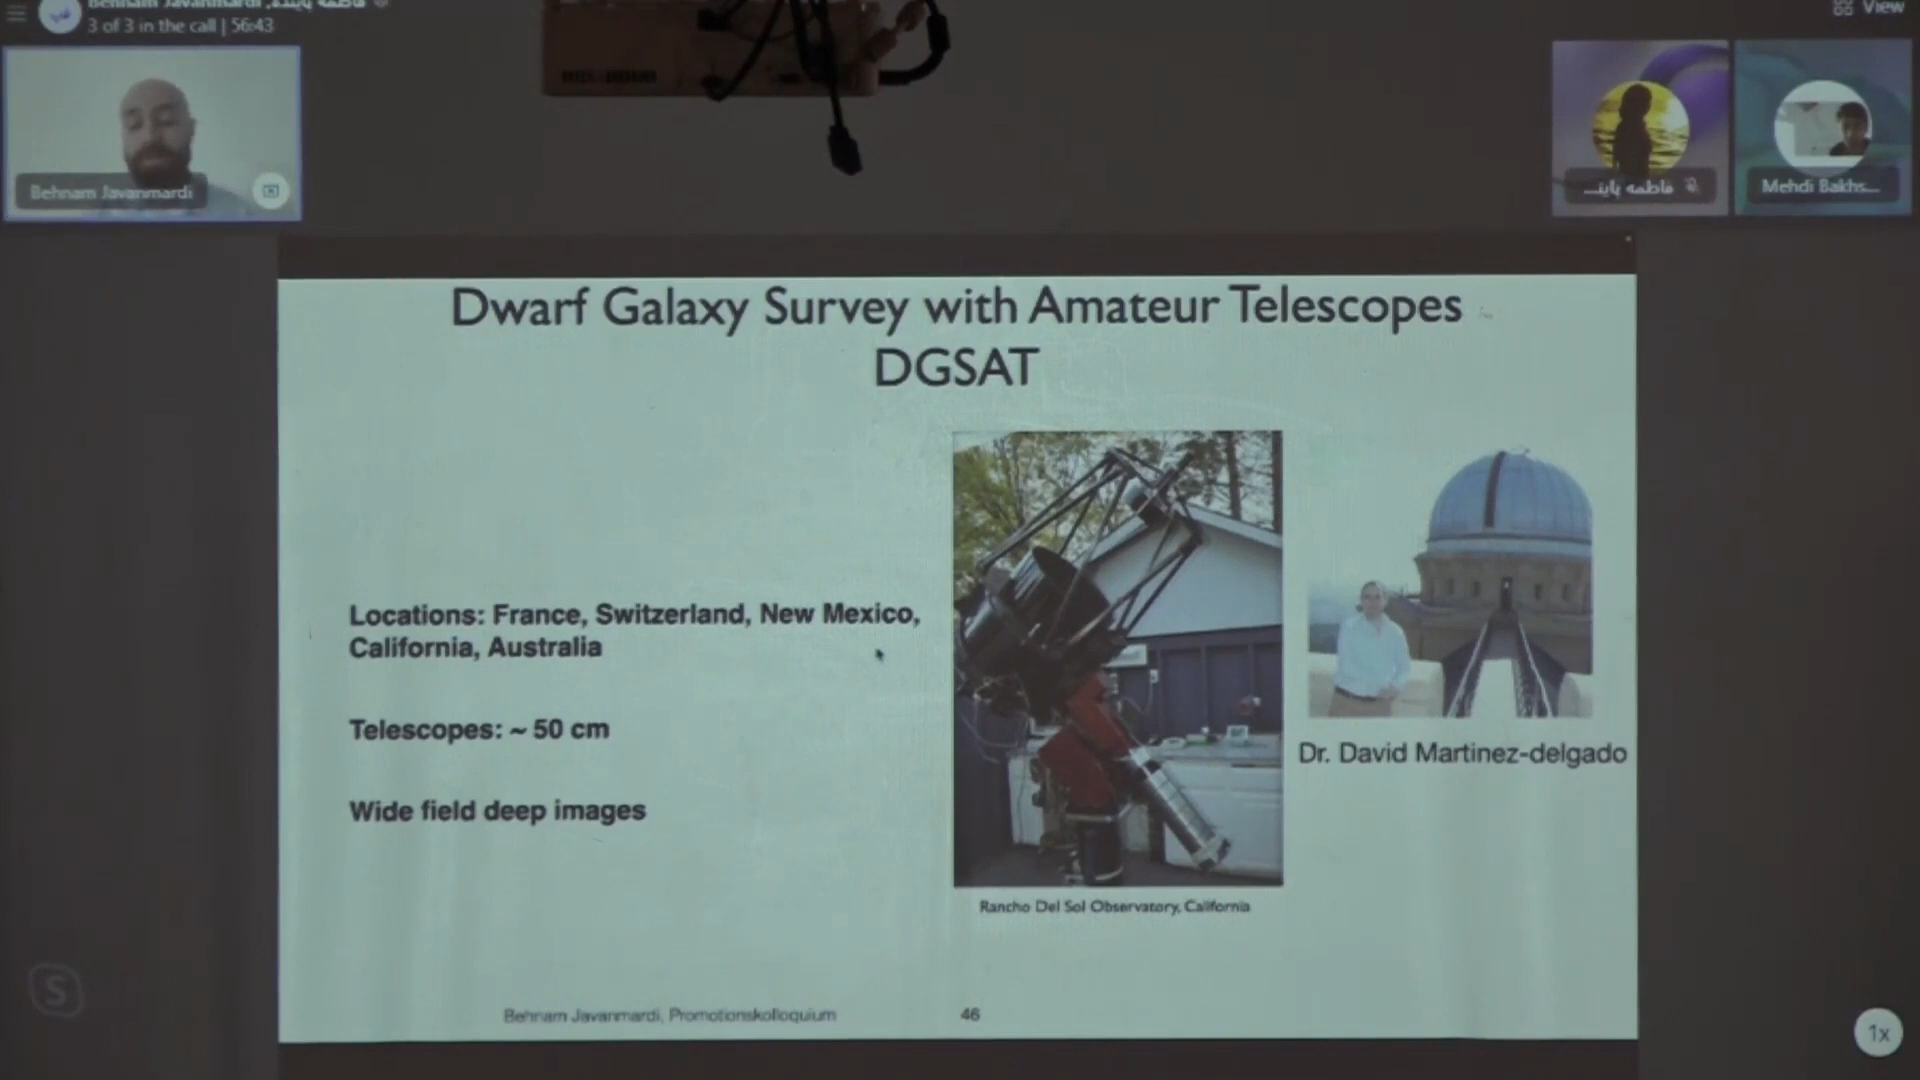 3 of 3 in the call | 56:43
View
Behnam Javanmardi
فاطمه پاینـ...
Mehdi Bakhs...
Dwarf Galaxy Survey with Amateur Telescopes
DGSAT
Locations: France, Switzerland, New Mexico,
California, Australia
Telescopes: ~ 50 cm
Wide field deep images
Dr. David Martinez-delgado
Rancho Del Sol Observatory, California
Behnam Javanmardi, Promotionskolloquium
46
S
1x